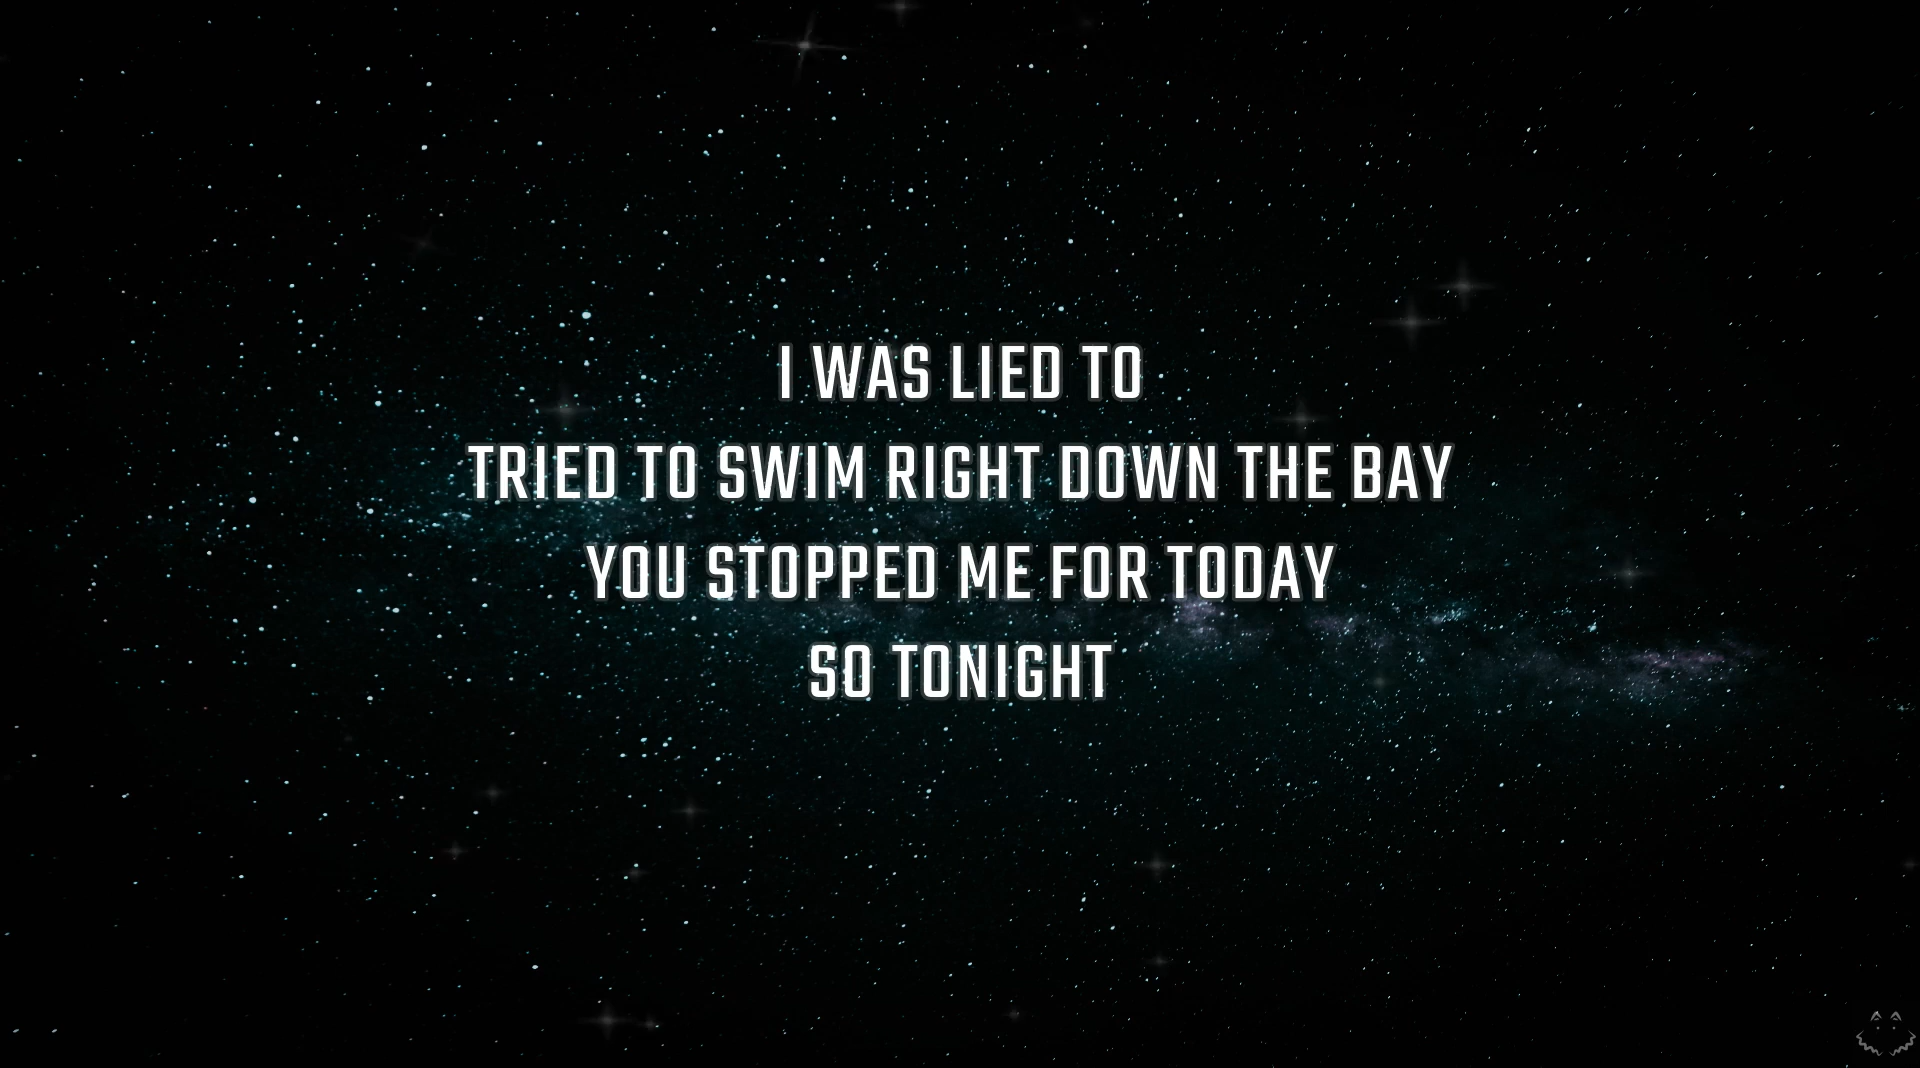 I WAS LIED TO
TRIED TO SWIM RIGHT DOWN THE BAY
YOU STOPPED ME FOR TODAY
SO TONIGHT